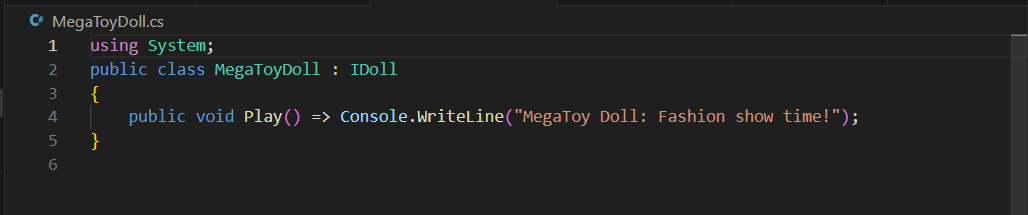 C# MegaToyDoll.cs
1 using System;
2 public class MegaToyDoll : IDoll
3 {
4     public void Play() => Console.WriteLine("MegaToy Doll: Fashion show time!");
5 }
6